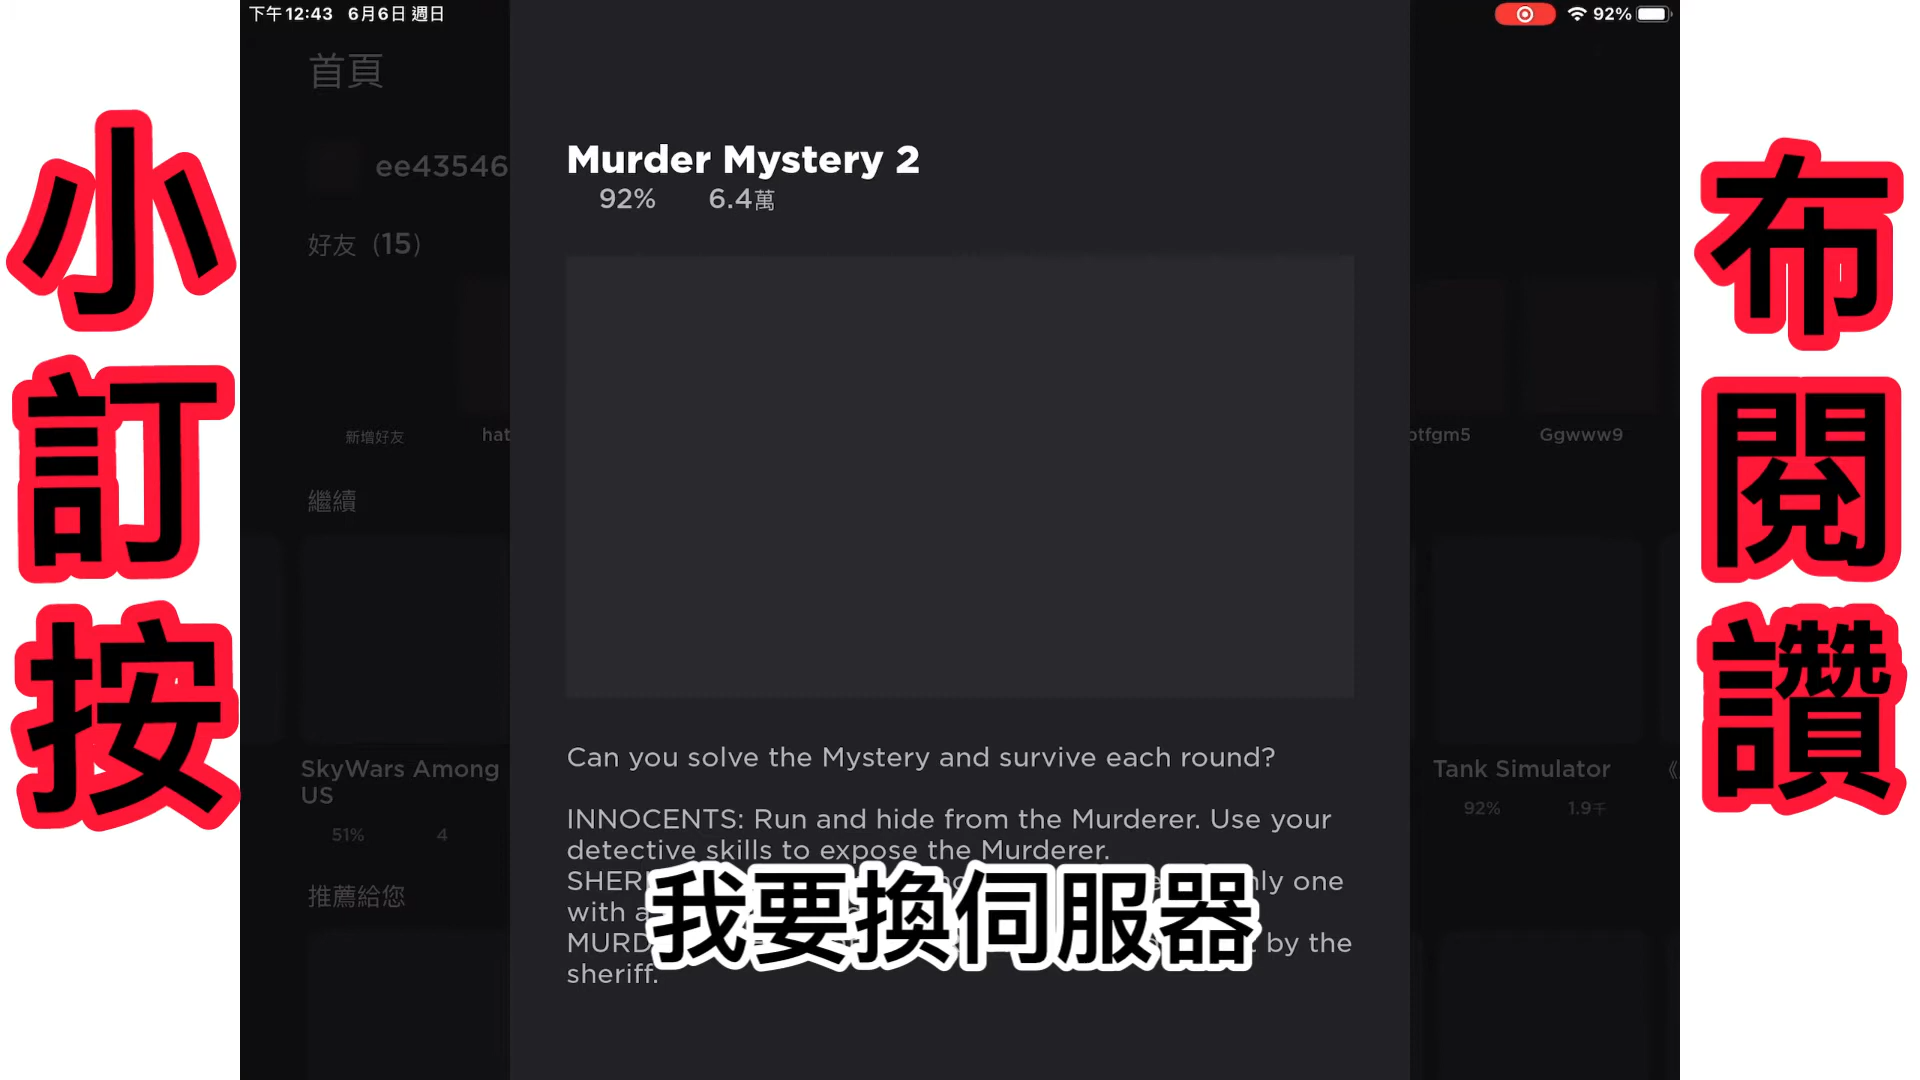 下午12:43 6月6日 週日
92%
首頁
ee43546
好友（15）
新增好友
hat
繼續
SkyWars Among
US
51% 4
推薦給您
Murder Mystery 2
92% 6.4萬
Can you solve the Mystery and survive each round?
INNOCENTS: Run and hide from the Murderer. Use your
detective skills to expose the Murderer.
SHER
nly one
with a
MURD
by the
sheriff.
我要換伺服器
otfgm5
Ggwww9
Tank Simulator
92% 1.9千
小
訂
按
布
閱
讚